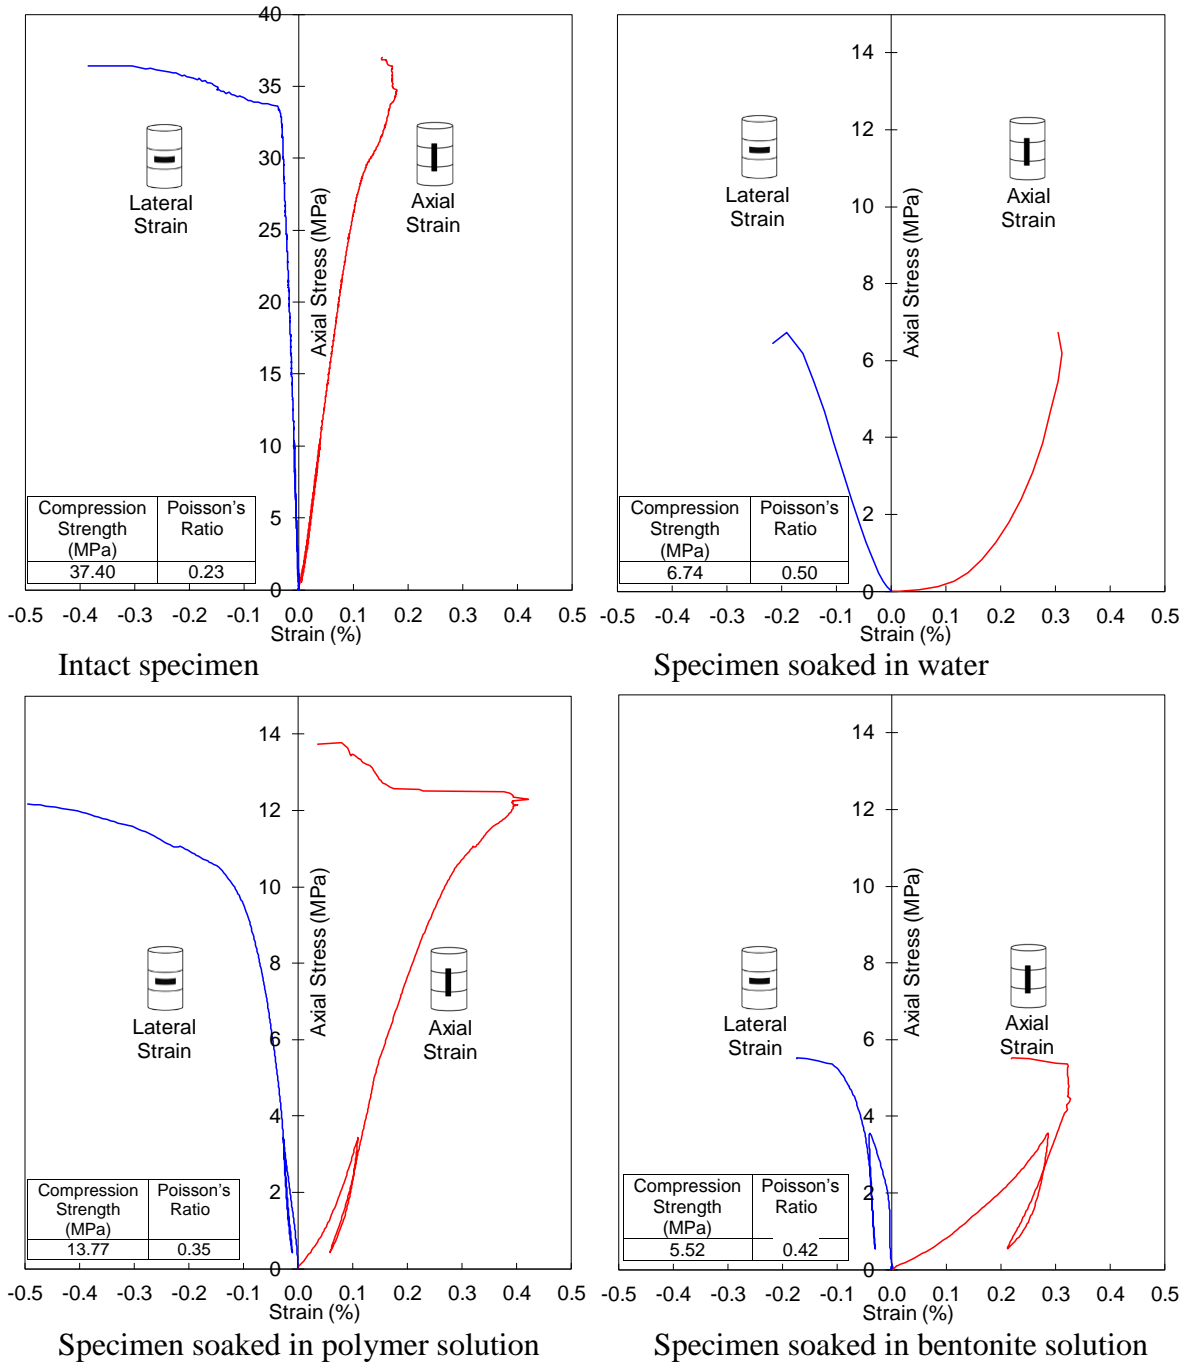 40
35
30
25
20
15
10
5
0
Axial Stress (MPa)
Lateral
Strain
Axial
Strain
Compression
Strength
(MPa)
Poisson's
Ratio
37.40
0.23
-0.5 -0.4 -0.3 -0.2 -0.1 0.0 0.1 0.2 0.3 0.4 0.5
Strain (%)
Intact specimen
14
12
10
8
6
4
2
0
Axial Stress (MPa)
Lateral
Strain
Axial
Strain
Compression
Strength
(MPa)
Poisson's
Ratio
6.74
0.50
-0.5 -0.4 -0.3 -0.2 -0.1 0.0 0.1 0.2 0.3 0.4 0.5
Strain (%)
Specimen soaked in water
14
12
10
8
6
4
2
0
Axial Stress (MPa)
Lateral
Strain
Axial
Strain
Compression
Strength
(MPa)
Poisson's
Ratio
13.77
0.35
-0.5 -0.4 -0.3 -0.2 -0.1 0.0 0.1 0.2 0.3 0.4 0.5
Strain (%)
Specimen soaked in polymer solution
14
12
10
8
6
4
2
0
Axial Stress (MPa)
Lateral
Strain
Axial
Strain
Compression
Strength
(MPa)
Poisson's
Ratio
5.52
0.42
-0.5 -0.4 -0.3 -0.2 -0.1 0.0 0.1 0.2 0.3 0.4 0.5
Strain (%)
Specimen soaked in bentonite solution